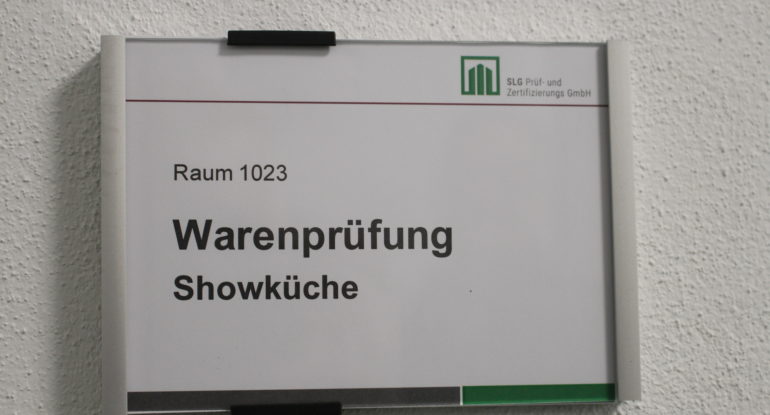 SLG Prüf- und
Zertifizierungs GmbH
Raum 1023
Warenprüfung
Showküche